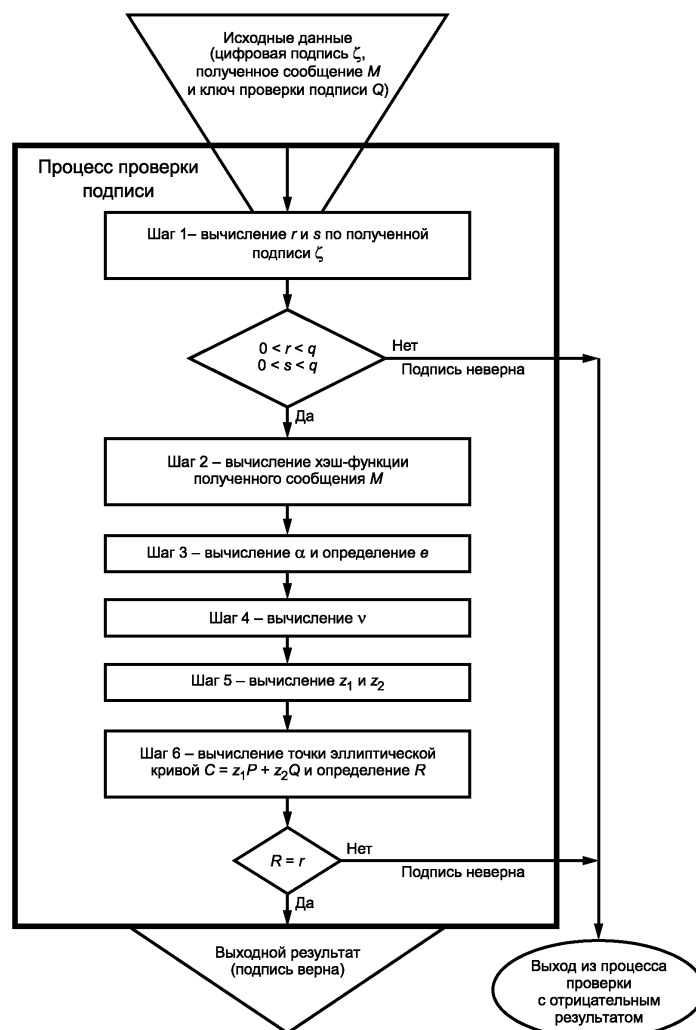 Исходные данные
(цифровая подпись ζ,
полученное сообщение M
и ключ проверки подписи Q)
Процесс проверки
подписи
Шаг 1– вычисление r и s по полученной
подписи ζ
0 < r < q
0 < s < q
Нет
Подпись неверна
Да
Шаг 2 – вычисление хэш-функции
полученного сообщения M
Шаг 3 – вычисление α и определение e
Шаг 4 – вычисление ν
Шаг 5 – вычисление z₁ и z₂
Шаг 6 – вычисление точки эллиптической
кривой C = z₁P + z₂Q и определение R
R = r
Нет
Подпись неверна
Да
Выходной результат
(подпись верна)
Выход из процесса
проверки
с отрицательным
результатом